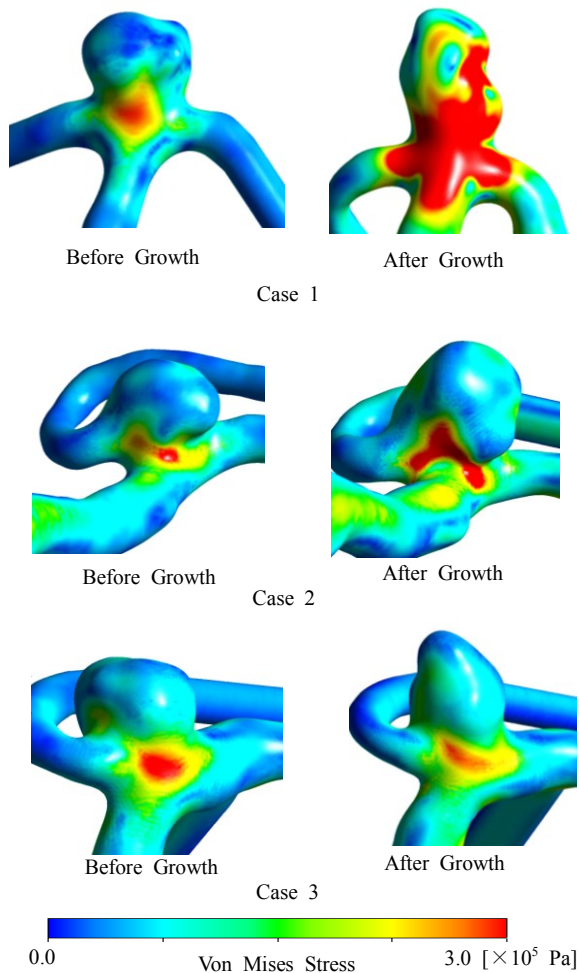 Before Growth After Growth
Case 1
Before Growth After Growth
Case 2
Before Growth After Growth
Case 3
0.0 Von Mises Stress 3.0 [×10⁵ Pa]